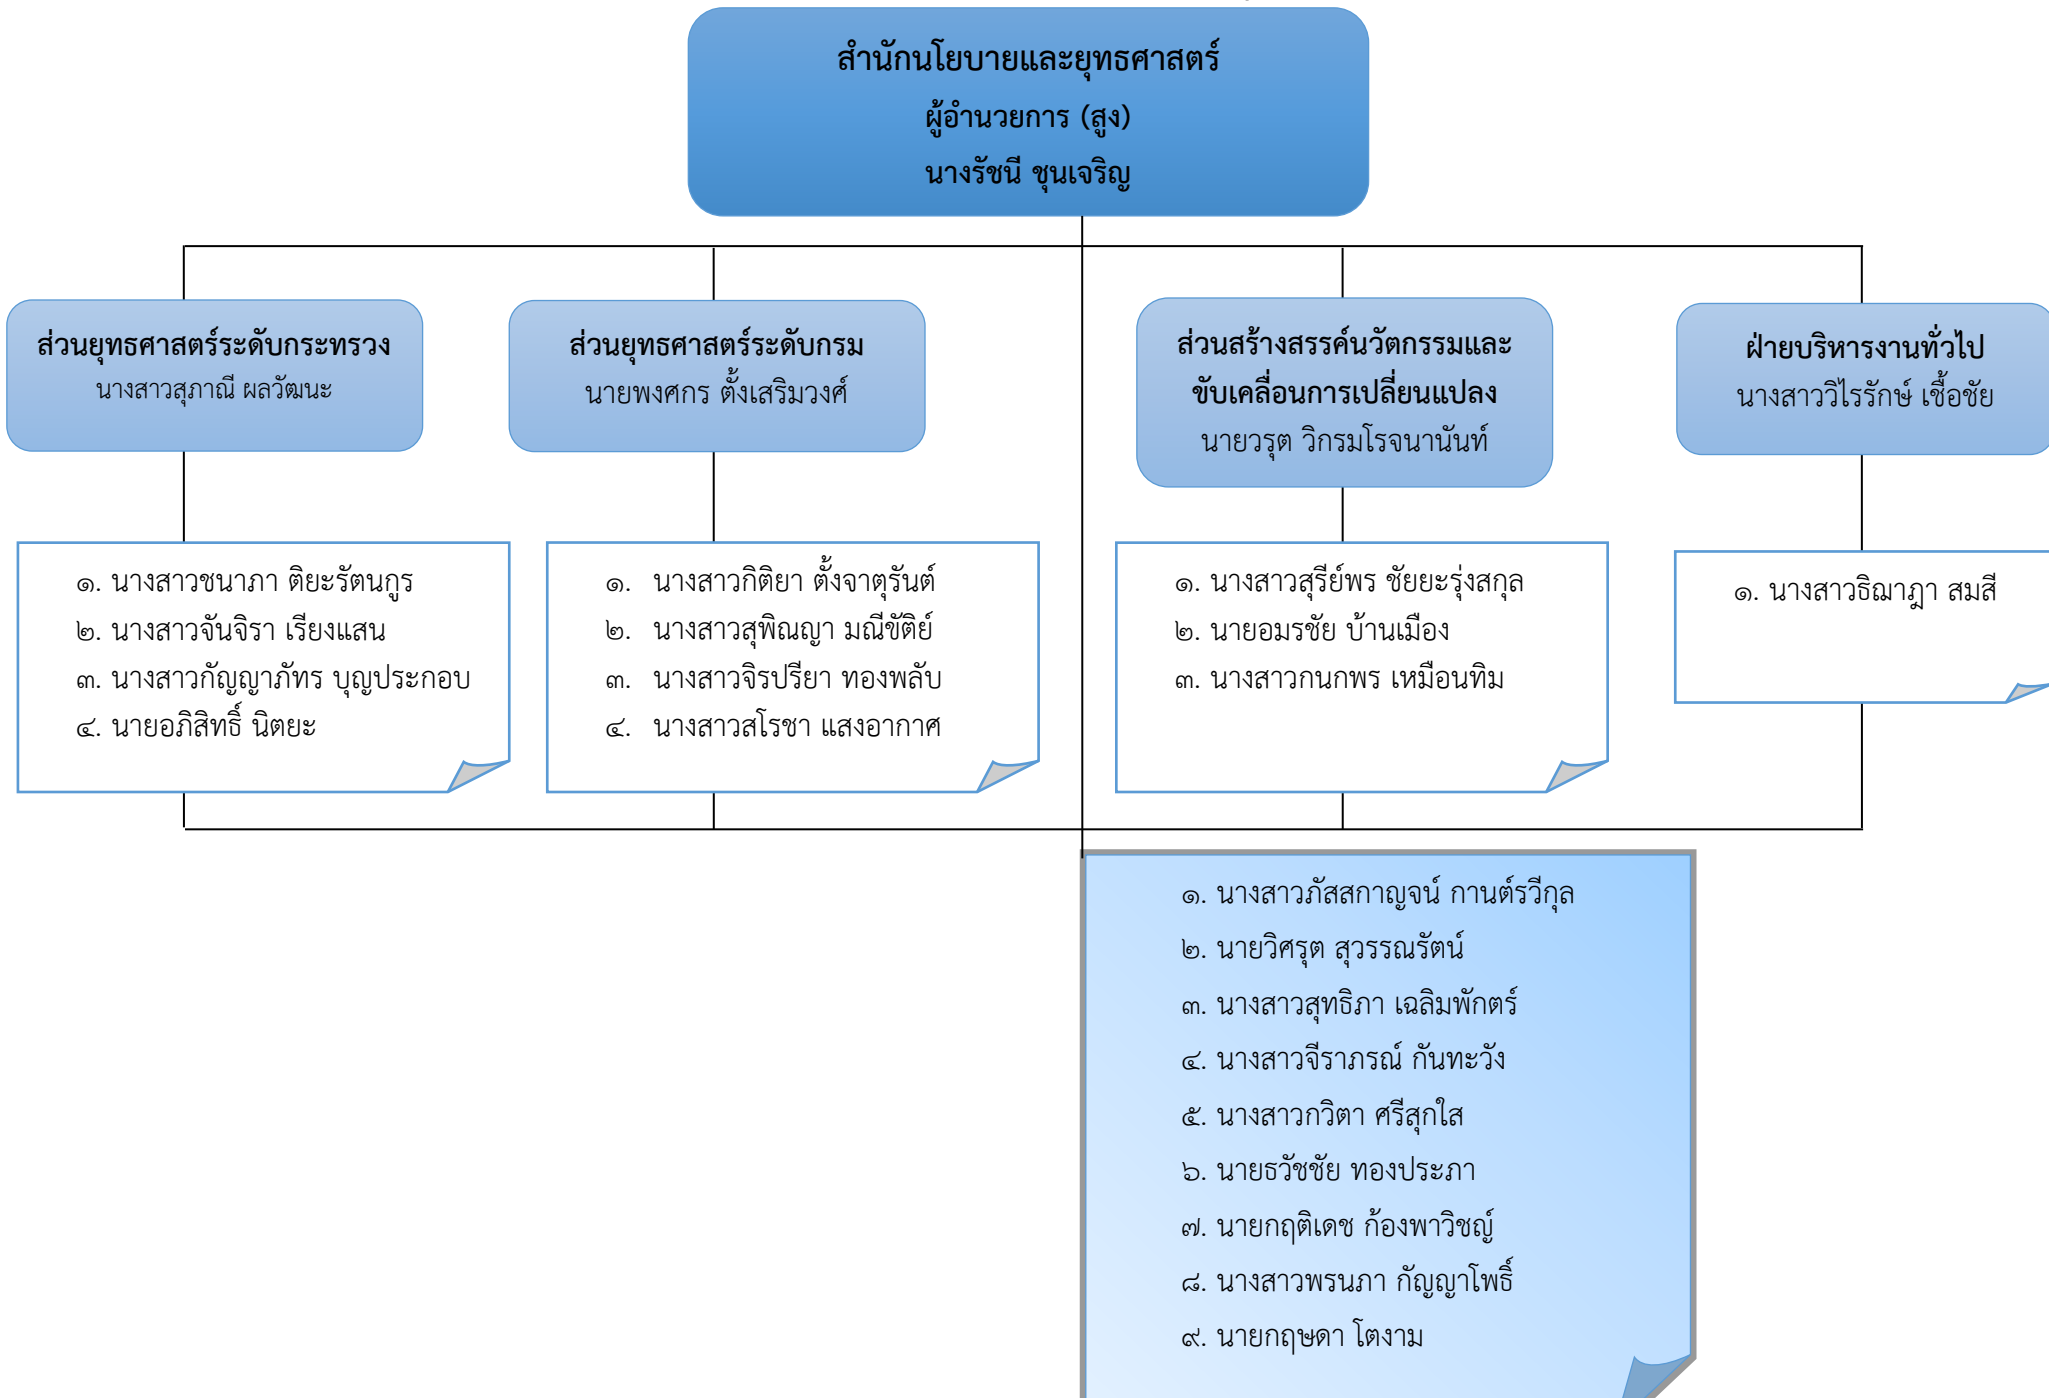 สำนักนโยบายและยุทธศาสตร์
ผู้อำนวยการ (สูง)
นางรัชนี ชุนเจริญ
ส่วนยุทธศาสตร์ระดับกระทรวง
นางสาวสุภาณี ผลวัฒนะ
ส่วนยุทธศาสตร์ระดับกรม
นายพงศกร ตั้งเสริมวงศ์
ส่วนสร้างสรรค์นวัตกรรมและ
ขับเคลื่อนการเปลี่ยนแปลง
นายวรุต วิกรมโรจนานันท์
ฝ่ายบริหารงานทั่วไป
นางสาววิไรรักษ์ เชื้อชัย
๑. นางสาวชนาภา ติยะรัตนกูร
๒. นางสาวจันจิรา เรียงแสน
๓. นางสาวกัญญาภัทร บุญประกอบ
๔. นายอภิสิทธิ์ นิตยะ
๑. นางสาวกิติยา ตั้งจาตุรันต์
๒. นางสาวสุพิณญา มณีขัติย์
๓. นางสาวจิรปรียา ทองพลับ
๔. นางสาวสโรชา แสงอากาศ
๑. นางสาวสุรีย์พร ชัยยะรุ่งสกุล
๒. นายอมรชัย บ้านเมือง
๓. นางสาวกนกพร เหมือนทิม
๑. นางสาวธิฌาฎา สมสี
๑. นางสาวภัสสกาญจน์ กานต์รวีกุล
๒. นายวิศรุต สุวรรณรัตน์
๓. นางสาวสุทธิภา เฉลิมพักตร์
๔. นางสาวจีราภรณ์ กันทะวัง
๕. นางสาวกวิตา ศรีสุกใส
๖. นายธวัชชัย ทองประภา
๗. นายกฤติเดช ก้องพาวิชญ์
๘. นางสาวพรนภา กัญญาโพธิ์
๙. นายกฤษดา โตงาม